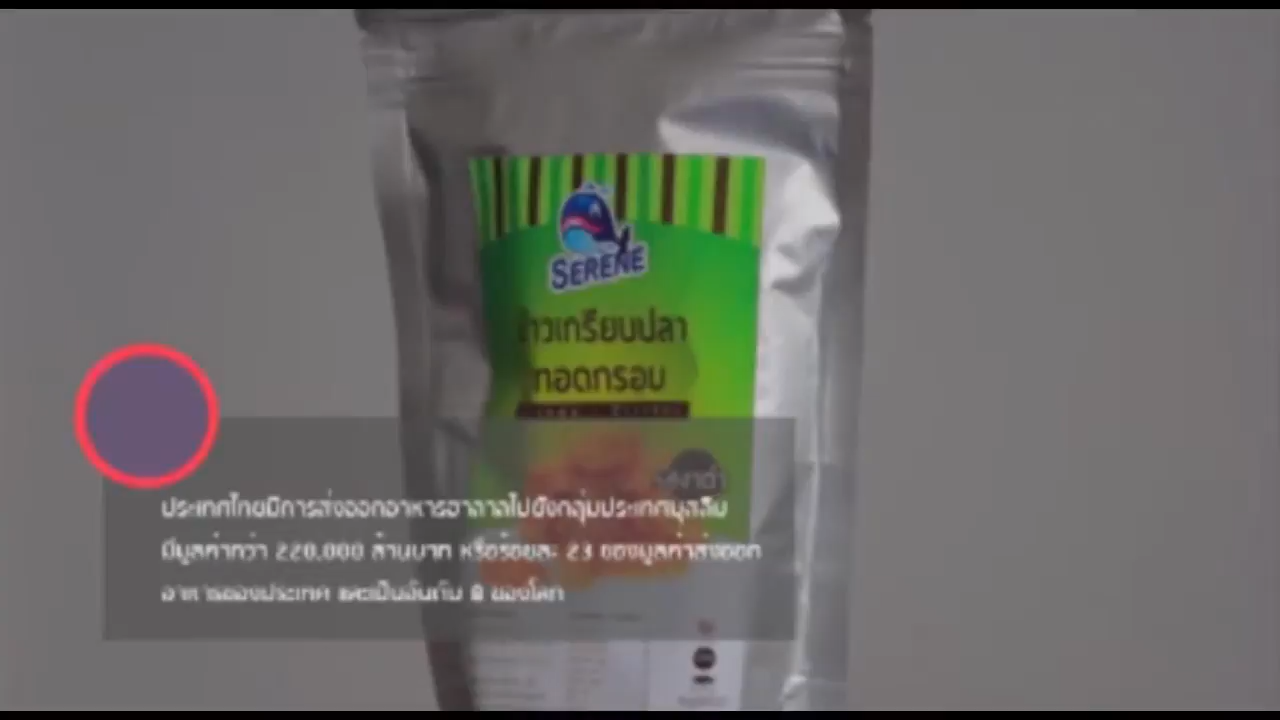 SERENE
ข้าวเกรียบปลา
ทอดกรอบ
งาดำ
ประเทศไทยมีการส่งออกอาหารฮาลาลไปยังกลุ่มประเทศมุสลิม
มีมูลค่ากว่า 220,000 ล้านบาท หรือร้อยละ 23 ของมูลค่าส่งออก
อาหารของประเทศ และเป็นอันดับ ของโลก